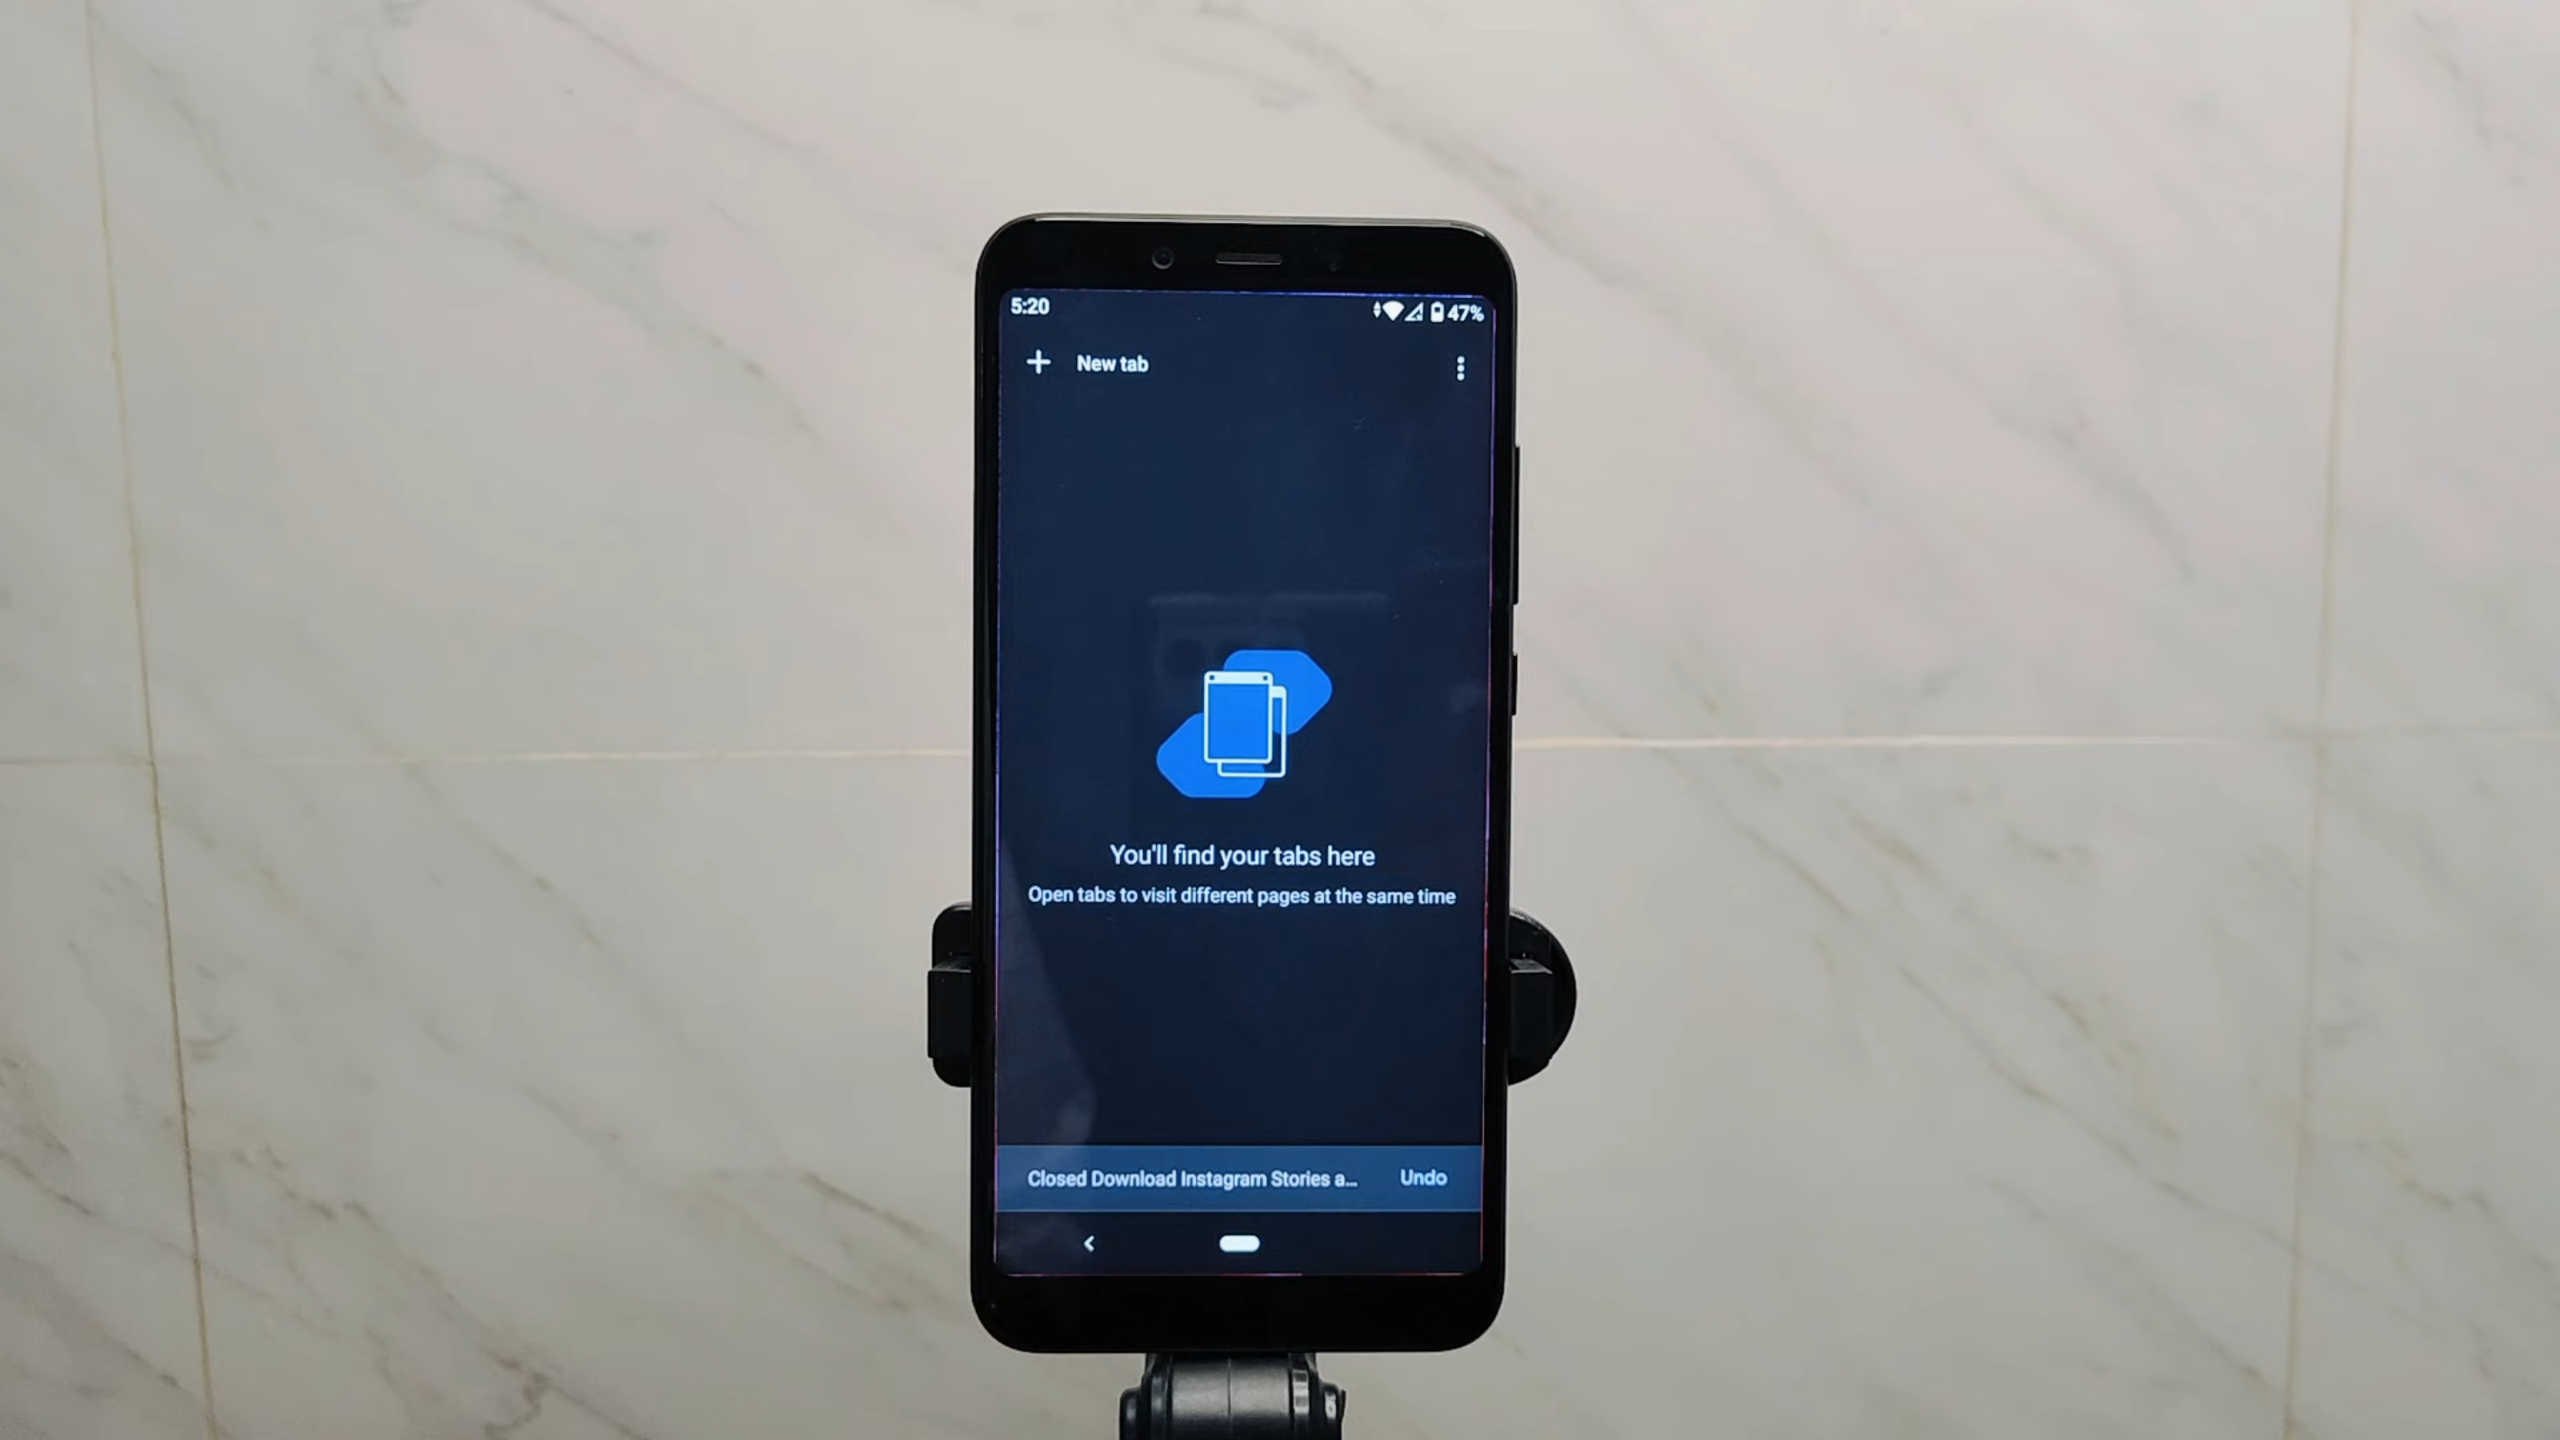 5:20
47%
New tab
You'll find your tabs here
Open tabs to visit different pages at the same time
Closed Download Instagram Stories a...
Undo